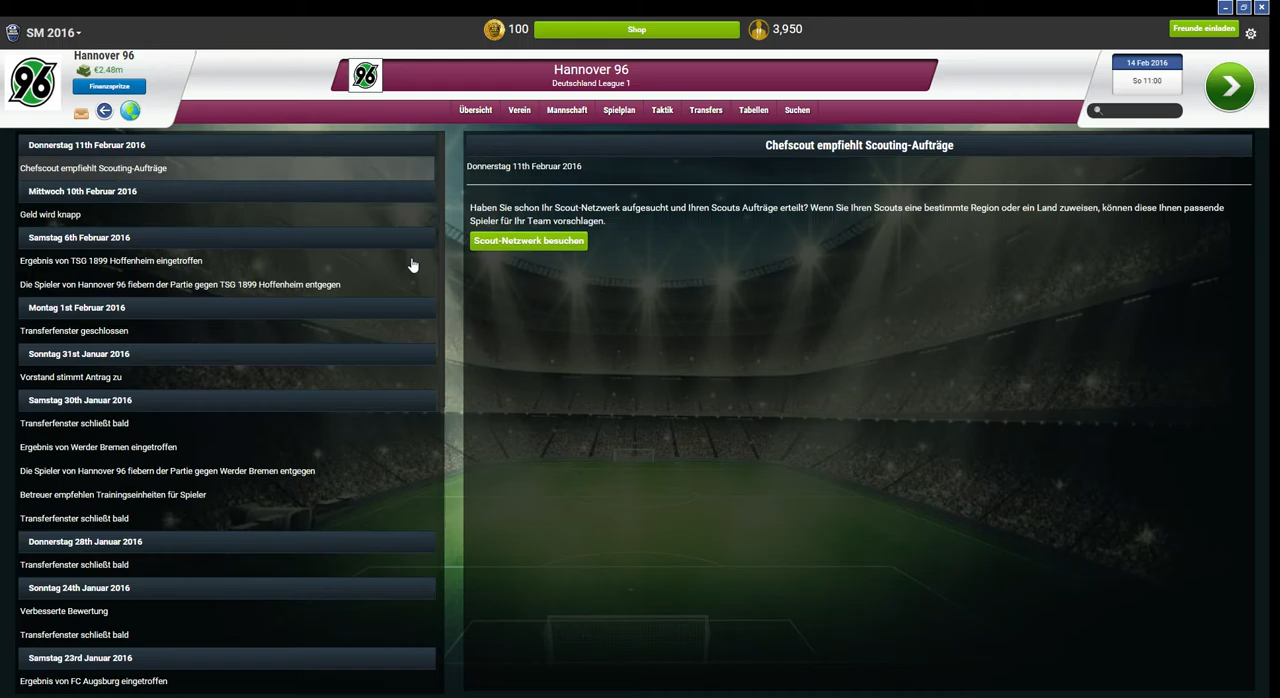 SM 2016
100
Shop
3,950
Freunde einladen
96
Hannover 96
€2.48m
Finanzspritze
96
Hannover 96
Deutschland League 1
14 Feb 2016
So 11:00
Übersicht Verein Mannschaft Spielplan Taktik Transfers Tabellen Suchen
Donnerstag 11th Februar 2016
Chefscout empfiehlt Scouting-Aufträge
Mittwoch 10th Februar 2016
Geld wird knapp
Samstag 6th Februar 2016
Ergebnis von TSG 1899 Hoffenheim eingetroffen
Die Spieler von Hannover 96 fiebern der Partie gegen TSG 1899 Hoffenheim entgegen
Montag 1st Februar 2016
Transferfenster geschlossen
Sonntag 31st Januar 2016
Vorstand stimmt Antrag zu
Samstag 30th Januar 2016
Transferfenster schließt bald
Ergebnis von Werder Bremen eingetroffen
Die Spieler von Hannover 96 fiebern der Partie gegen Werder Bremen entgegen
Betreuer empfehlen Trainingseinheiten für Spieler
Transferfenster schließt bald
Donnerstag 28th Januar 2016
Transferfenster schließt bald
Sonntag 24th Januar 2016
Verbesserte Bewertung
Transferfenster schließt bald
Samstag 23rd Januar 2016
Ergebnis von FC Augsburg eingetroffen
Chefscout empfiehlt Scouting-Aufträge
Donnerstag 11th Februar 2016
Haben Sie schon Ihr Scout-Netzwerk aufgesucht und Ihren Scouts Aufträge erteilt? Wenn Sie Ihren Scouts eine bestimmte Region oder ein Land zuweisen, können diese Ihnen passende
Spieler für Ihr Team vorschlagen.
Scout-Netzwerk besuchen